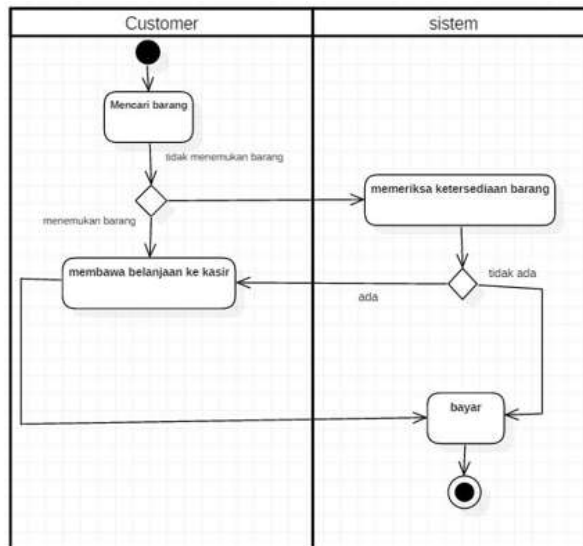 Customer
sistem
Mencari barang
tidak menemukan barang
memeriksa ketersediaan barang
menemukan barang
membawa belanjaan ke kasir
tidak ada
ada
bayar